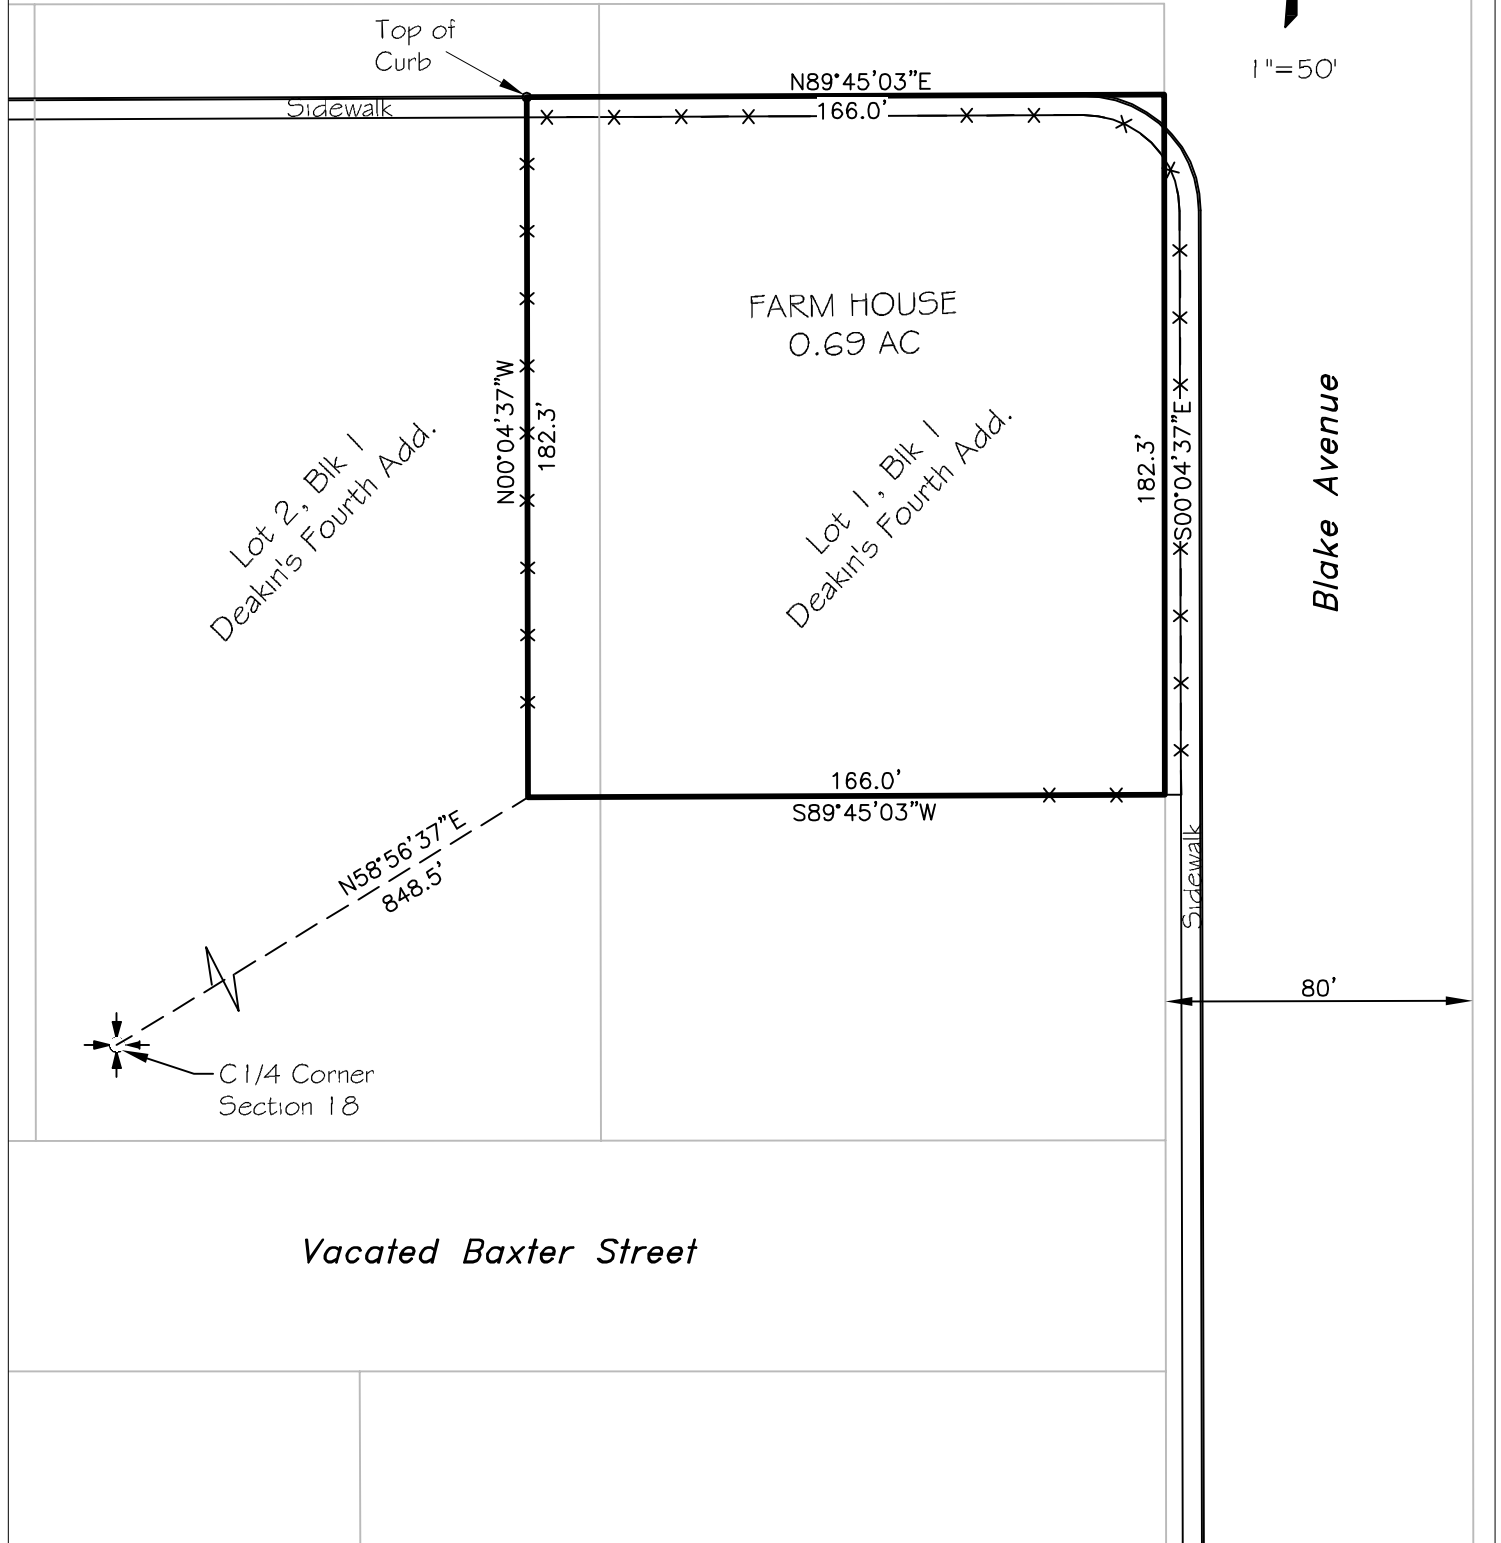 Top of
Curb
1"=50'
N89°45'03"E
166.0'
Sidewalk
FARM HOUSE
0.69 AC
N00°04'37"W
182.3'
Lot 2, Blk 1
Deakin's Fourth Add.
Lot 1, Blk 1
Deakin's Fourth Add.
182.3'
S00°04'37"E
Blake Avenue
166.0'
S89°45'03"W
N58°56'37"E
848.5'
Sidewalk
80'
C1/4 Corner
Section 18
Vacated Baxter Street